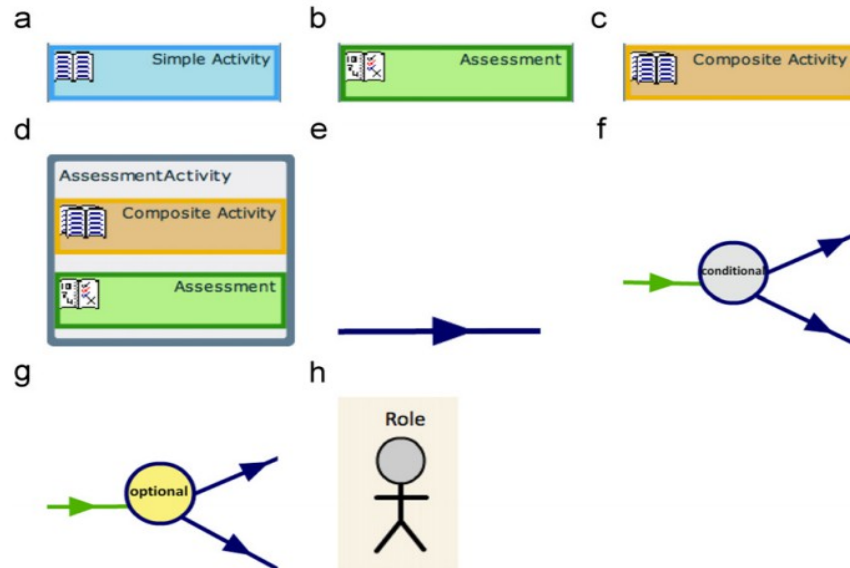 a
b
c
Simple Activity
Assessment
Composite Activity
d
e
f
AssessmentActivity
Composite Activity
Assessment
conditional
g
h
Role
optional